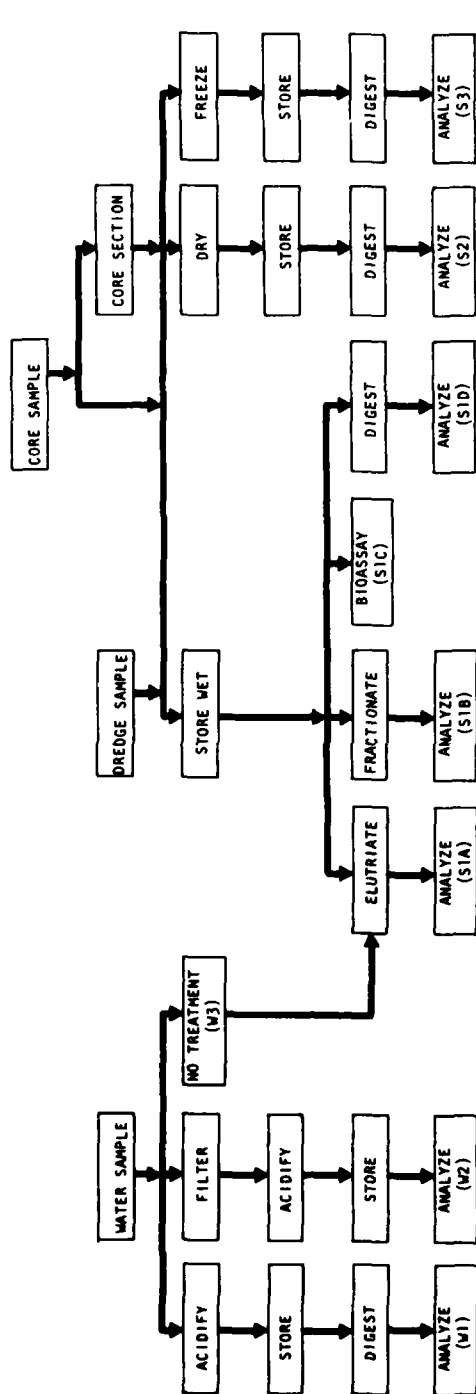 CORE SAMPLE
WATER SAMPLE
DREDGE SAMPLE
CORE SECTION
ACIDIFY
FILTER
NO TREATMENT
(W3)
STORE WET
DRY
FREEZE
STORE
ACIDIFY
STORE
STORE
DIGEST
STORE
ELUTRIATE
FRACTIONATE
BIOASSAY
(S1C)
DIGEST
DIGEST
DIGEST
ANALYZE
(W1)
ANALYZE
(W2)
ANALYZE
(S1A)
ANALYZE
(S1B)
ANALYZE
(S1D)
ANALYZE
(S2)
ANALYZE
(S3)